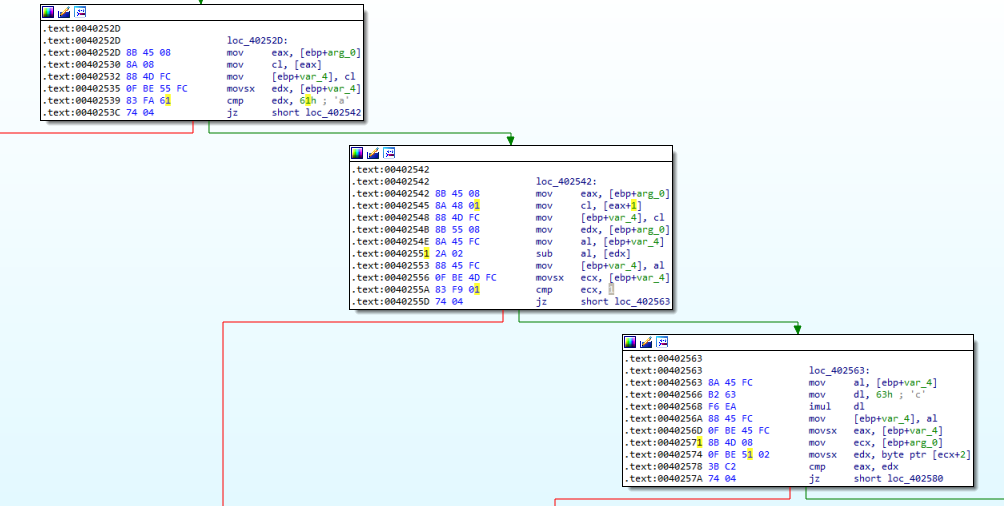 .text:0040252D
.text:0040252D loc_40252D:
.text:0040252D 8B 45 08 mov eax, [ebp+arg_0]
.text:00402530 8A 08 mov cl, [eax]
.text:00402532 88 4D FC mov [ebp+var_4], cl
.text:00402535 0F BE 55 FC movsx edx, [ebp+var_4]
.text:00402539 83 FA 61 cmp edx, 61h ; 'a'
.text:0040253C 74 04 jz short loc_402542
.text:00402542
.text:00402542 loc_402542:
.text:00402542 8B 45 08 mov eax, [ebp+arg_0]
.text:00402545 8A 48 01 mov cl, [eax+1]
.text:00402548 88 4D FC mov [ebp+var_4], cl
.text:0040254B 8B 55 08 mov edx, [ebp+arg_0]
.text:0040254E 8A 45 FC mov al, [ebp+var_4]
.text:00402551 2A 02 sub al, [edx]
.text:00402553 88 45 FC mov [ebp+var_4], al
.text:00402556 0F BE 4D FC movsx ecx, [ebp+var_4]
.text:0040255A 83 F9 01 cmp ecx, 1
.text:0040255D 74 04 jz short loc_402563
.text:00402563
.text:00402563 loc_402563:
.text:00402563 8A 45 FC mov al, [ebp+var_4]
.text:00402566 B2 63 mov dl, 63h ; 'c'
.text:00402568 F6 EA imul dl
.text:0040256A 88 45 FC mov [ebp+var_4], al
.text:0040256D 0F BE 45 FC movsx eax, [ebp+var_4]
.text:00402571 8B 4D 08 mov ecx, [ebp+arg_0]
.text:00402574 0F BE 51 02 movsx edx, byte ptr [ecx+2]
.text:00402578 3B C2 cmp eax, edx
.text:0040257A 74 04 jz short loc_402580